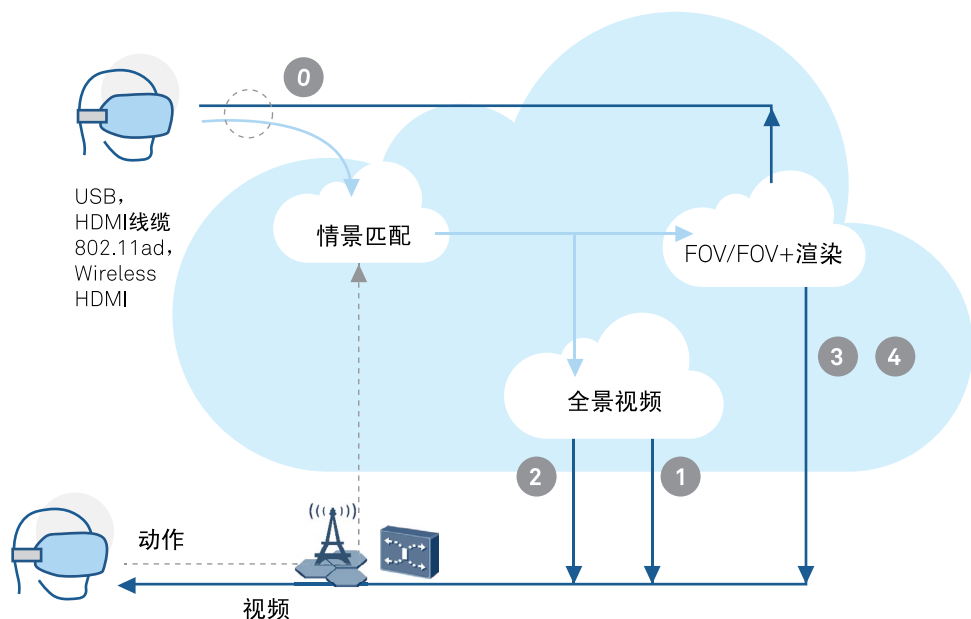 0
USB，
HDMI线缆
802.11ad，
Wireless
HDMI
情景匹配
FOV/FOV+渲染
3 4
全景视频
2 1
动作
视频